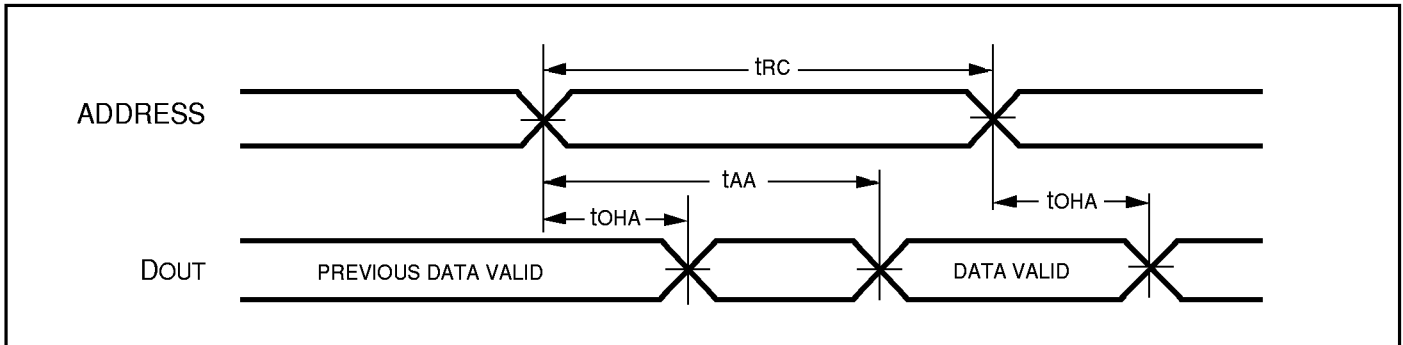 tRC
ADDRESS
tAA
tOHA
tOHA
DOUT
PREVIOUS DATA VALID
DATA VALID